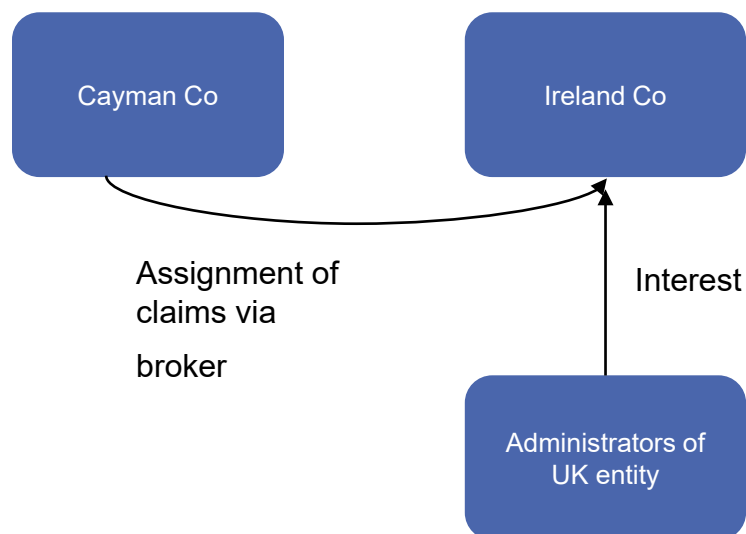 Cayman Co
Ireland Co
Assignment of
claims via
broker
Interest
Administrators of
UK entity